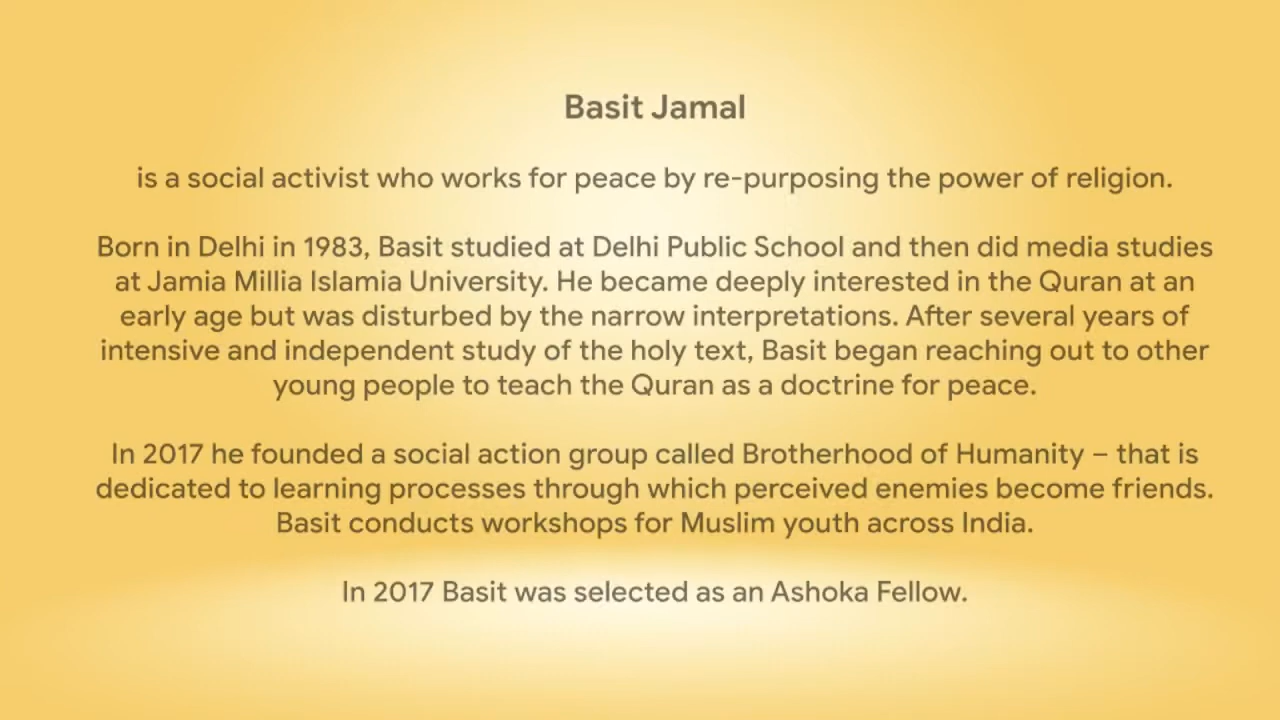 Basit Jamal
is a social activist who works for peace by re-purposing the power of religion.
Born in Delhi in 1983, Basit studied at Delhi Public School and then did media studies
at Jamia Millia Islamia University. He became deeply interested in the Quran at an
early age but was disturbed by the narrow interpretations. After several years of
intensive and independent study of the holy text, Basit began reaching out to other
young people to teach the Quran as a doctrine for peace.
In 2017 he founded a social action group called Brotherhood of Humanity – that is
dedicated to learning processes through which perceived enemies become friends.
Basit conducts workshops for Muslim youth across India.
In 2017 Basit was selected as an Ashoka Fellow.